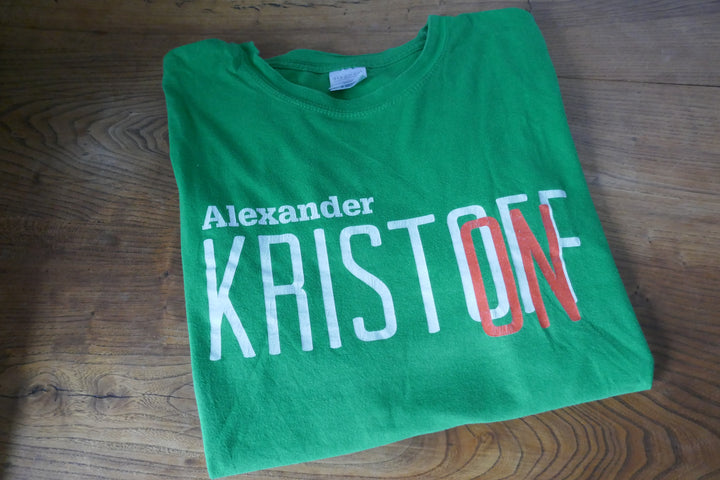 Alexander
KRISTOFF
ON